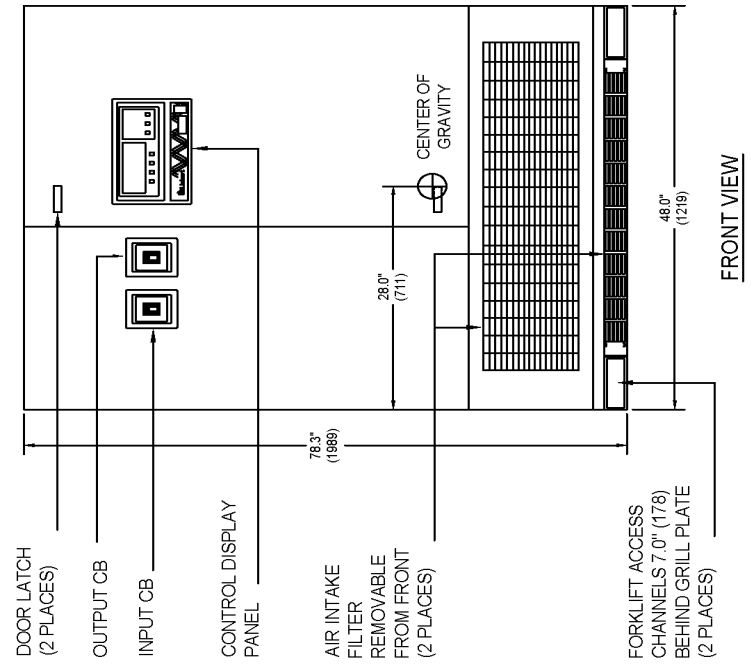 DOOR LATCH
(2 PLACES)
OUTPUT CB
INPUT CB
CONTROL DISPLAY
PANEL
AIR INTAKE
FILTER
REMOVABLE
FROM FRONT
(2 PLACES)
FORKLIFT ACCESS
CHANNELS 7.0" (178)
BEHIND GRILL PLATE
(2 PLACES)
78.3"
(1989)
28.0"
(711)
CENTER OF
GRAVITY
48.0"
(1219)
FRONT VIEW